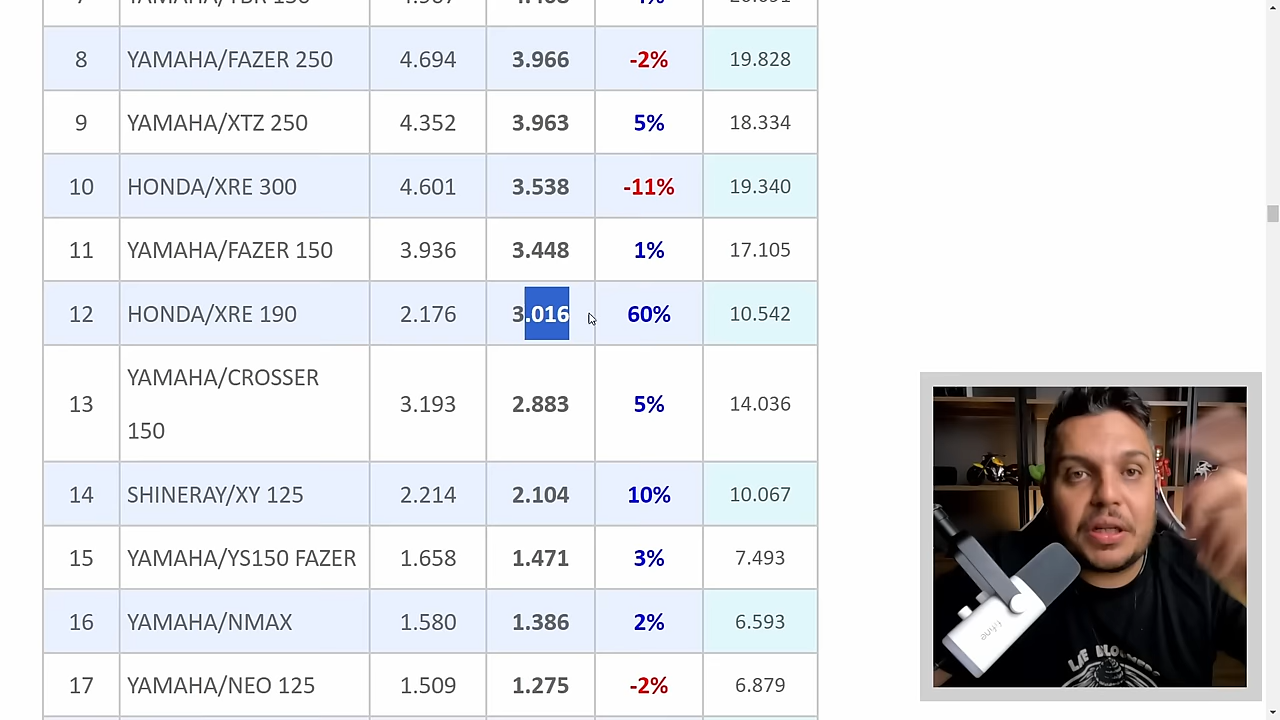 8 YAMAHA/FAZER 250 4.694 3.966 -2% 19.828
9 YAMAHA/XTZ 250 4.352 3.963 5% 18.334
10 HONDA/XRE 300 4.601 3.538 -11% 19.340
11 YAMAHA/FAZER 150 3.936 3.448 1% 17.105
12 HONDA/XRE 190 2.176 3.016 60% 10.542
13 YAMAHA/CROSSER 150 3.193 2.883 5% 14.036
14 SHINERAY/XY 125 2.214 2.104 10% 10.067
15 YAMAHA/YS150 FAZER 1.658 1.471 3% 7.493
16 YAMAHA/NMAX 1.580 1.386 2% 6.593
17 YAMAHA/NEO 125 1.509 1.275 -2% 6.879
fifine